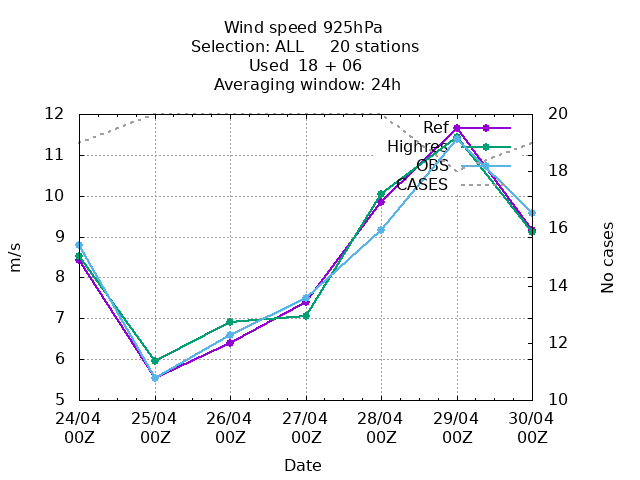 Wind speed 925hPa
Selection: ALL     20 stations
Used  18 + 06
Averaging window: 24h
12
11
10
9
8
7
6
5
m/s
20
18
16
14
12
10
No cases
Ref
Highres
OBS
CASES
24/04 25/04 26/04 27/04 28/04 29/04 30/04
00Z 00Z 00Z 00Z 00Z 00Z 00Z
Date